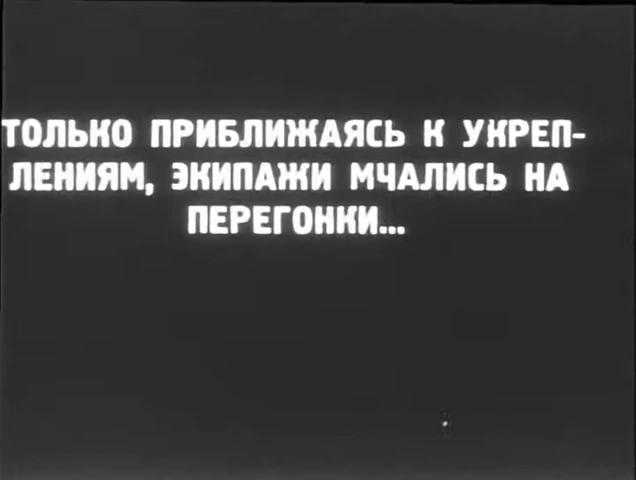 ТОЛЬКО ПРИБЛИЖАЯСЬ К УКРЕП-
ЛЕНИЯМ, ЭКИПАЖИ МЧАЛИСЬ НА
ПЕРЕГОНКИ...